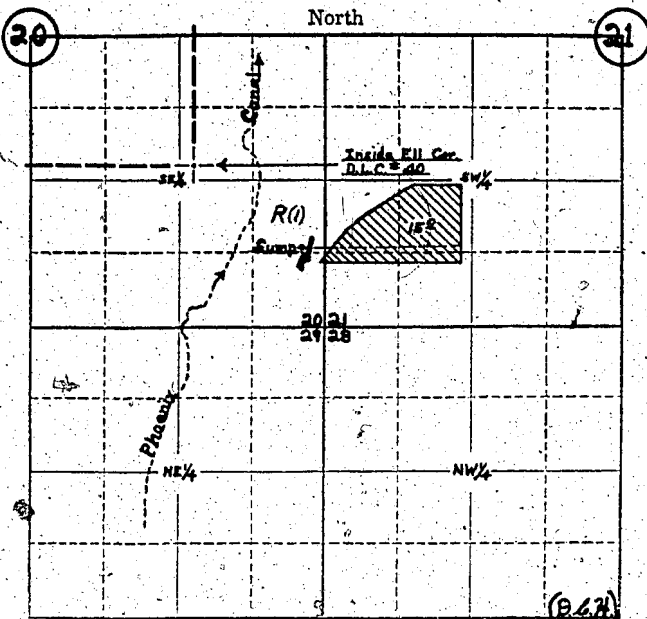 North
20
21
Canal
Inside Ell Cor.
D.L.C. # 40
SE¼
SW¼
R(1)
15.0
Sump
20 21
29 28
Phoenix
NE¼
NW¼
(B.C.H.)